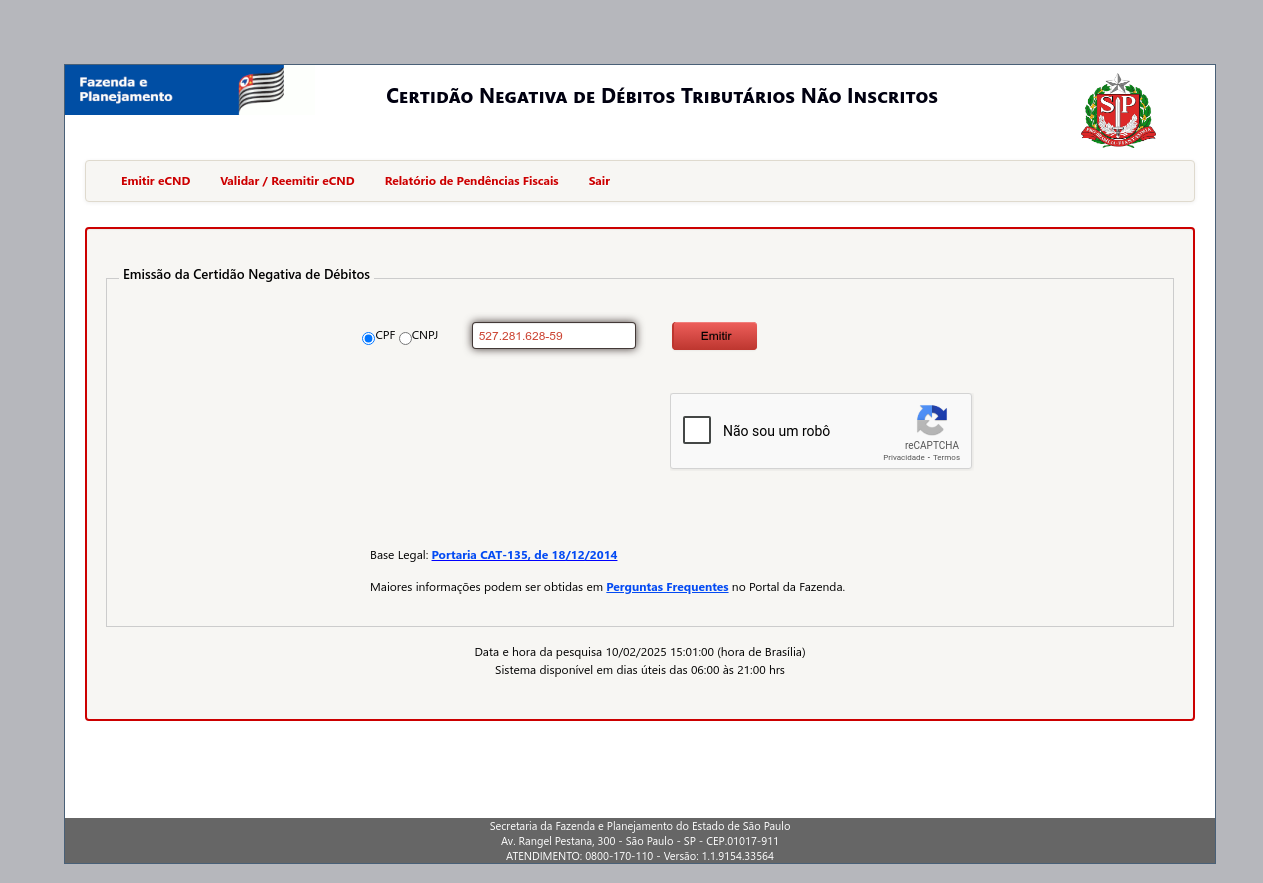 Fazenda e
Planejamento
Certidão Negativa de Débitos Tributários Não Inscritos
SP
Emitir eCND Validar / Reemitir eCND Relatório de Pendências Fiscais Sair
Emissão da Certidão Negativa de Débitos
CPF CNPJ 527.281.628-59 Emitir
Não sou um robô
reCAPTCHA
Privacidade - Termos
Base Legal: Portaria CAT-135, de 18/12/2014
Maiores informações podem ser obtidas em Perguntas Frequentes no Portal da Fazenda.
Data e hora da pesquisa 10/02/2025 15:01:00 (hora de Brasília)
Sistema disponível em dias úteis das 06:00 às 21:00 hrs
Secretaria da Fazenda e Planejamento do Estado de São Paulo
Av. Rangel Pestana, 300 - São Paulo - SP - CEP.01017-911
ATENDIMENTO: 0800-170-110 - Versão: 1.1.9154.33564